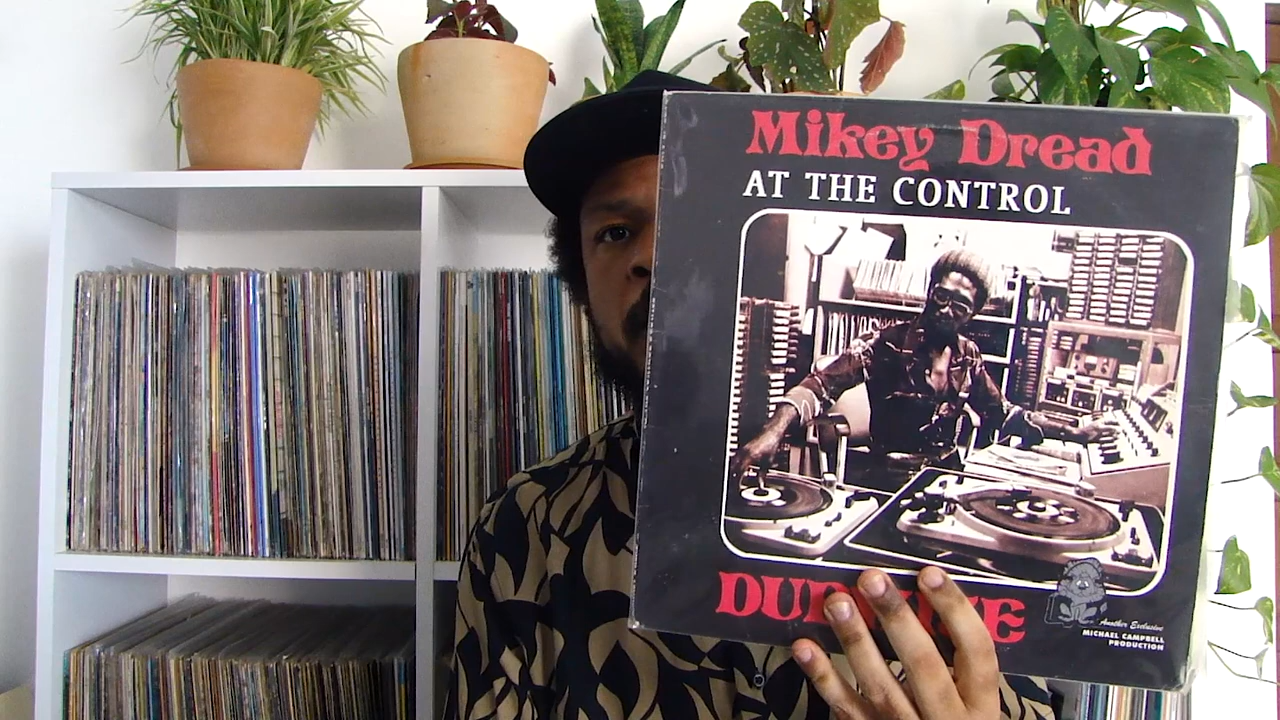 Mikey Dread
AT THE CONTROL
Another Exclusive
MICHAEL CAMPBELL
PRODUCTION